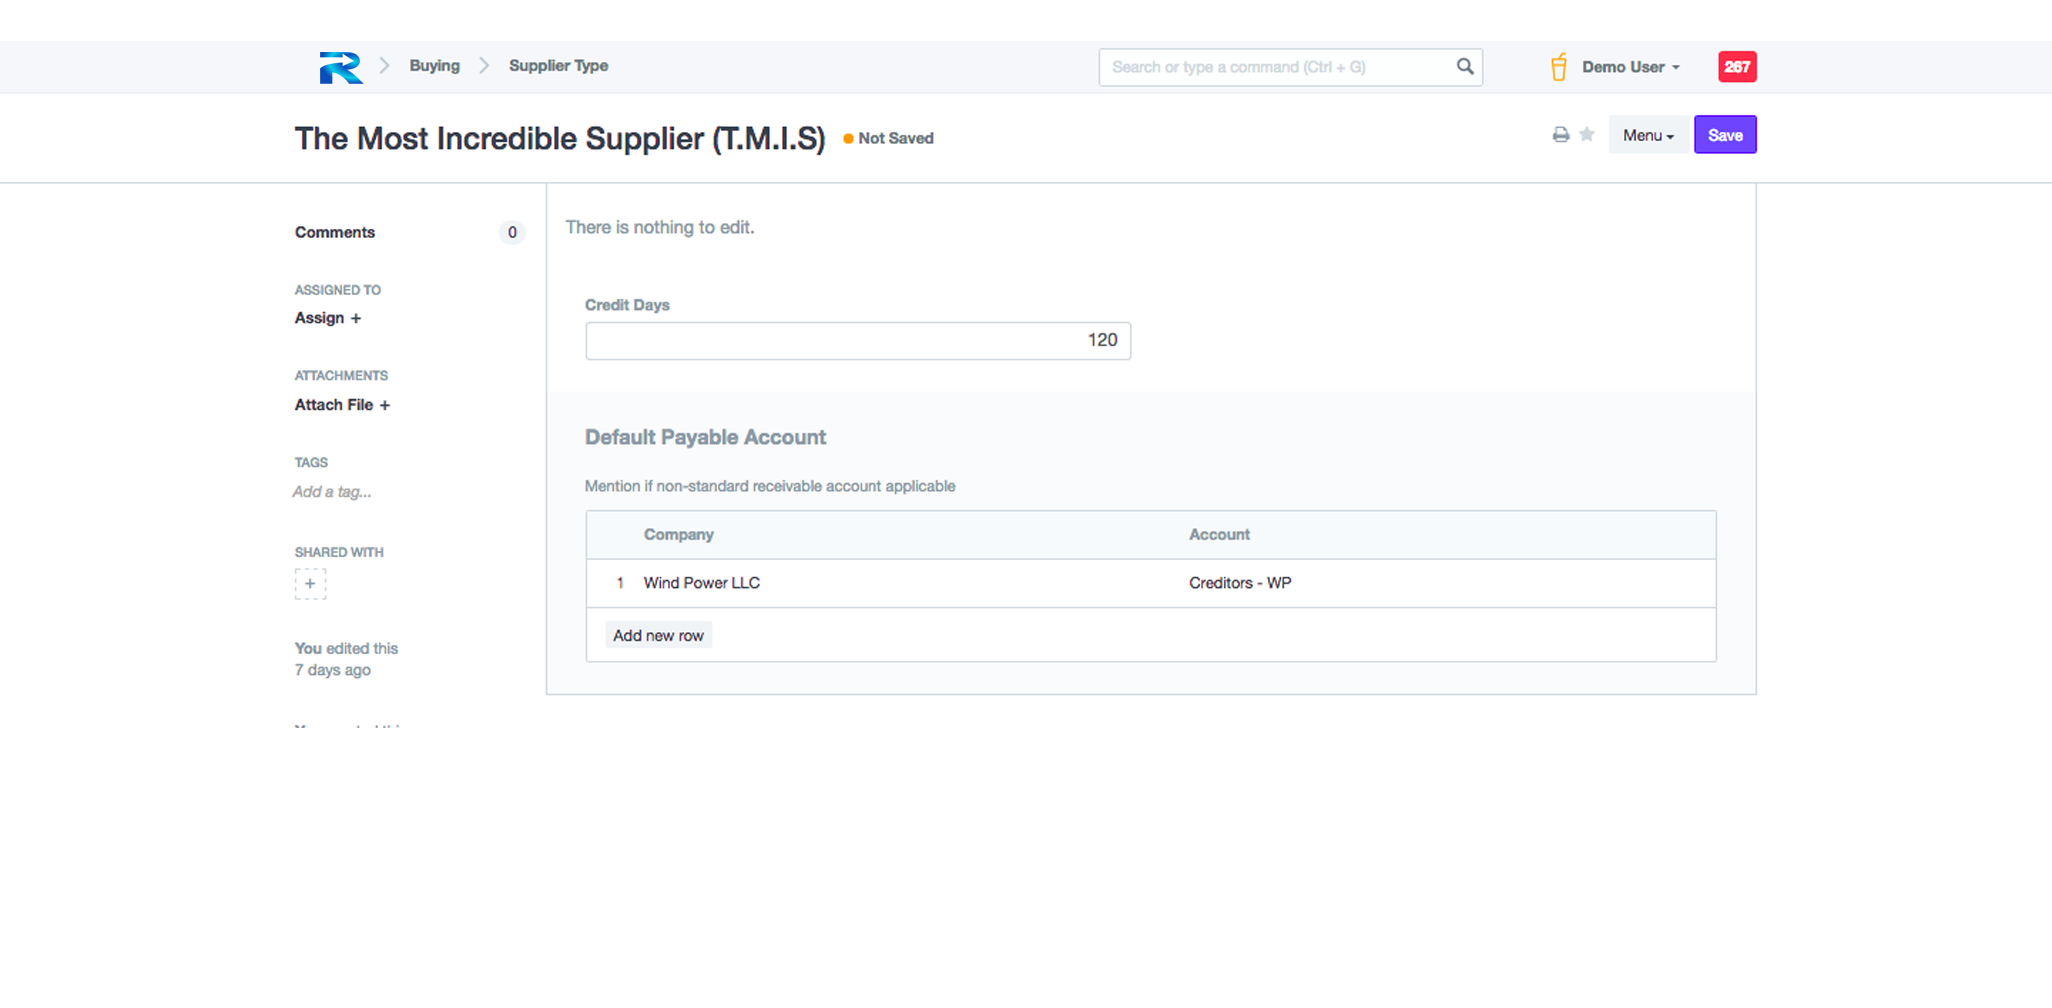 Buying
Supplier Type
Search or type a command (Ctrl + G)
Demo User
267
The Most Incredible Supplier (T.M.I.S)
Not Saved
Menu
Save
Comments
0
ASSIGNED TO
Assign +
ATTACHMENTS
Attach File +
TAGS
Add a tag...
SHARED WITH
+
You edited this
7 days ago
There is nothing to edit.
Credit Days
120
Default Payable Account
Mention if non-standard receivable account applicable
Company Account
1 Wind Power LLC Creditors - WP
Add new row